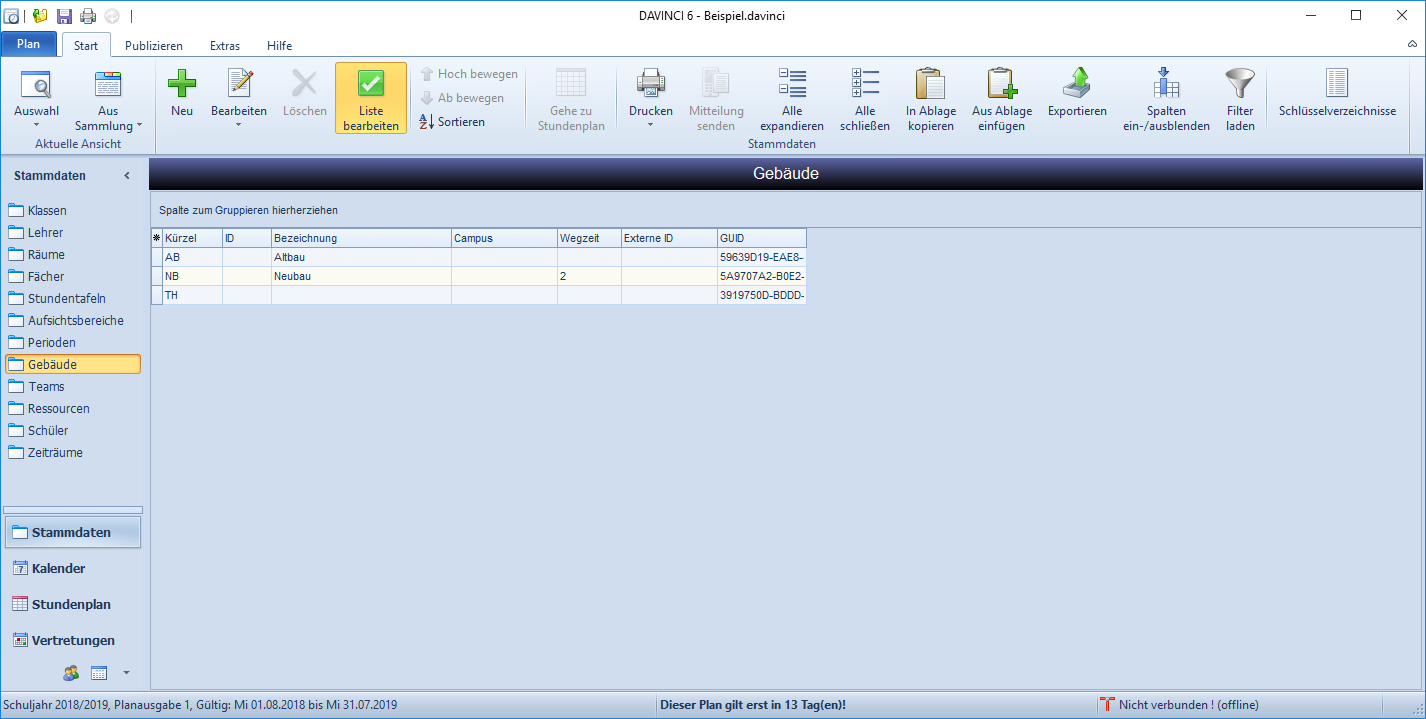 DAVINCI 6 - Beispiel.davinci
Plan Start Publizieren Extras Hilfe
Auswahl
Aus Sammlung
Aktuelle Ansicht
Neu
Bearbeiten
Löschen
Liste bearbeiten
Hoch bewegen
Ab bewegen
Sortieren
Gehe zu Stundenplan
Drucken
Mitteilung senden
Alle expandieren
Alle schließen
In Ablage kopieren
Aus Ablage einfügen
Exportieren
Spalten ein-/ausblenden
Filter laden
Stammdaten
Schlüsselverzeichnisse
Stammdaten
Klassen
Lehrer
Räume
Fächer
Stundentafeln
Aufsichtsbereiche
Perioden
Gebäude
Teams
Ressourcen
Schüler
Zeiträume
Stammdaten
Kalender
Stundenplan
Vertretungen
Gebäude
Spalte zum Gruppieren hierherziehen
Kürzel ID Bezeichnung Campus Wegzeit Externe ID GUID
AB Altbau 59639D19-EAE8-
NB Neubau 2 5A9707A2-B0E2-
TH 3919750D-BDDD-
Schuljahr 2018/2019, Planausgabe 1, Gültig: Mi 01.08.2018 bis Mi 31.07.2019
Dieser Plan gilt erst in 13 Tag(en)!
Nicht verbunden ! (offline)